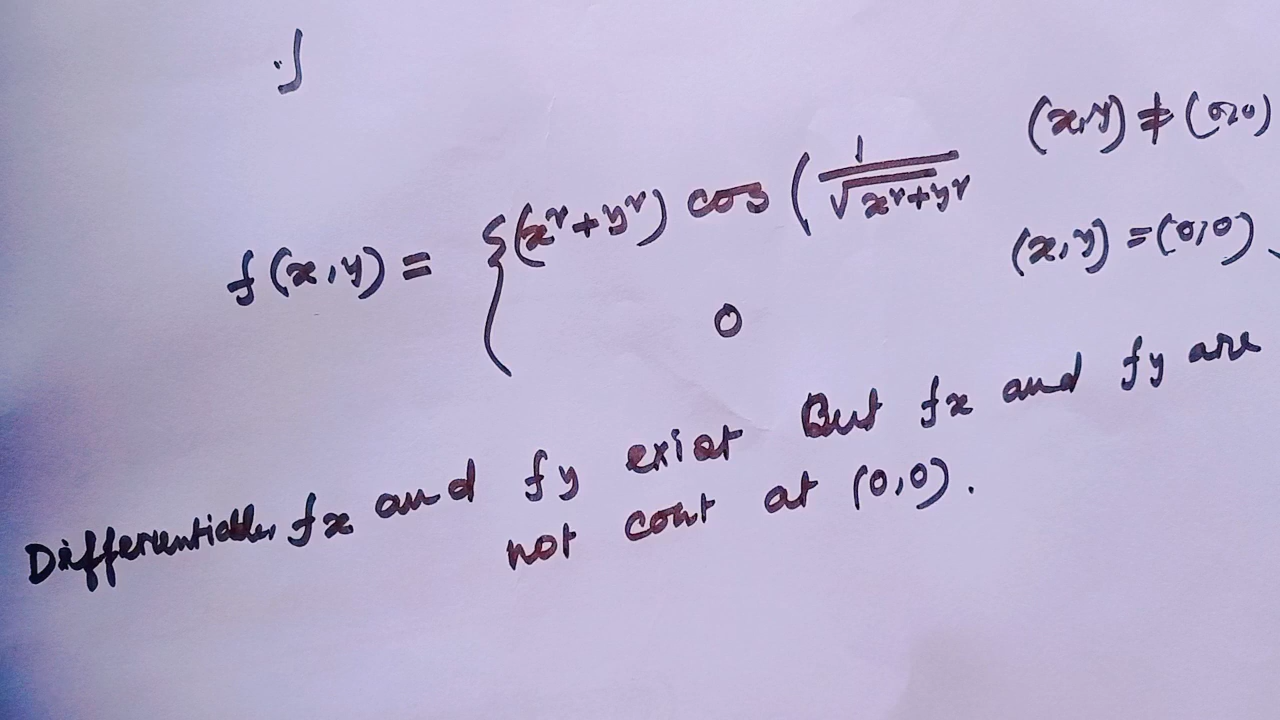 f(x,y) = { (x²+y²) cos ( 1/√x²+y² (x,y) ≠ (0,0)
0 (x,y) = (0,0)
Differentiable, fx and fy exist But fx and fy are
not cont at (0,0).